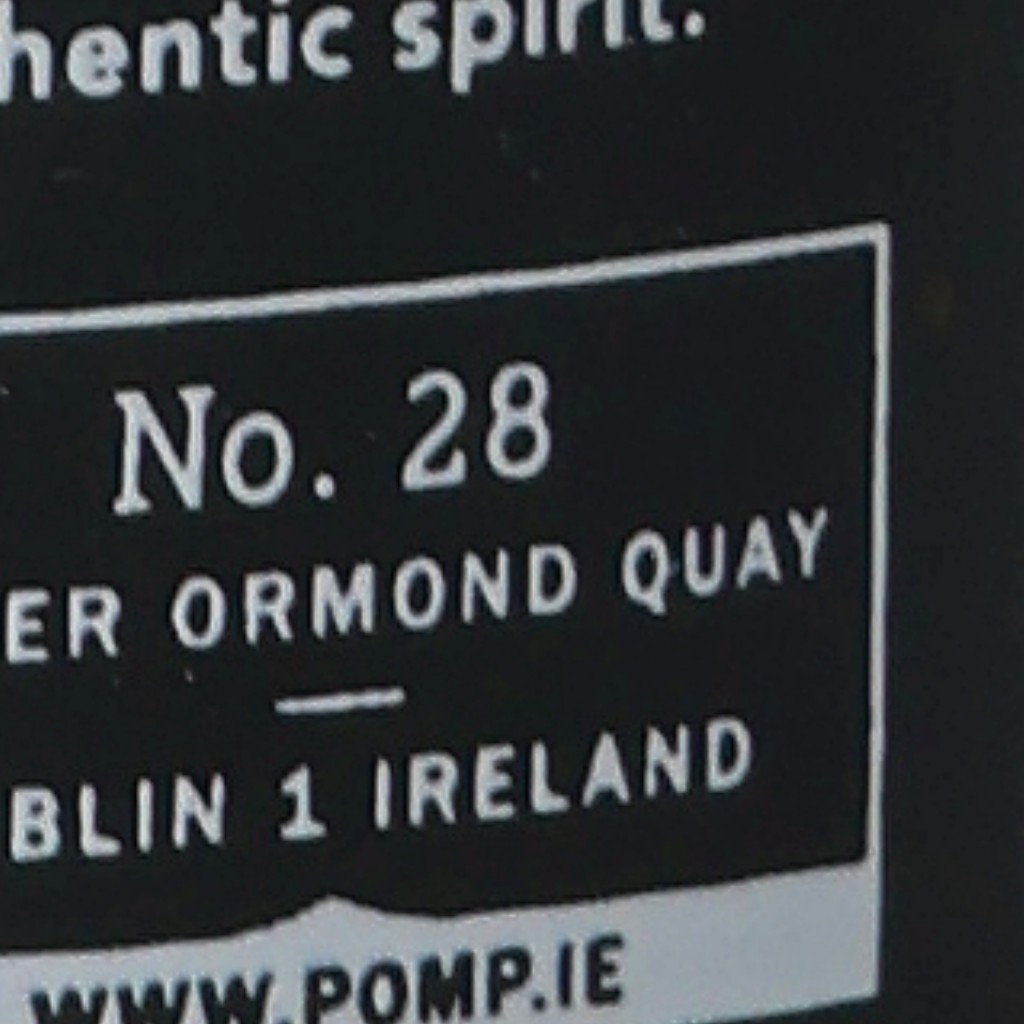 hentic spirit.
No. 28
ER ORMOND QUAY
BLIN 1 IRELAND
WWW.POMP.IE